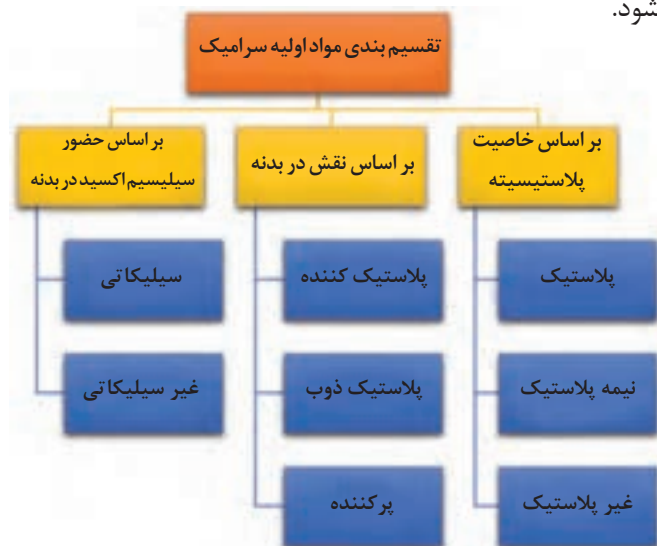 شود.
تقسیم بندی مواد اولیه سرامیک
بر اساس خاصیت
پلاستیسیته
پلاستیک
نیمه پلاستیک
غیر پلاستیک
بر اساس نقش در بدنه
پلاستیک کننده
پلاستیک ذوب
پرکننده
بر اساس حضور
سیلیسیم اکسید در بدنه
سیلیکاتی
غیر سیلیکاتی